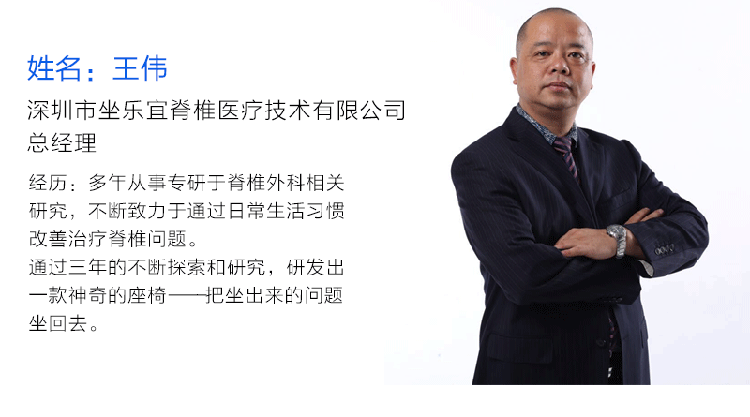 姓名：王伟
深圳市坐乐宜脊椎医疗技术有限公司
总经理
经历：多年从事专研于脊椎外科相关
研究，不断致力于通过日常生活习惯
改善治疗脊椎问题。
通过三年的不断探索和研究，研发出
一款神奇的座椅——把坐出来的问题
坐回去。